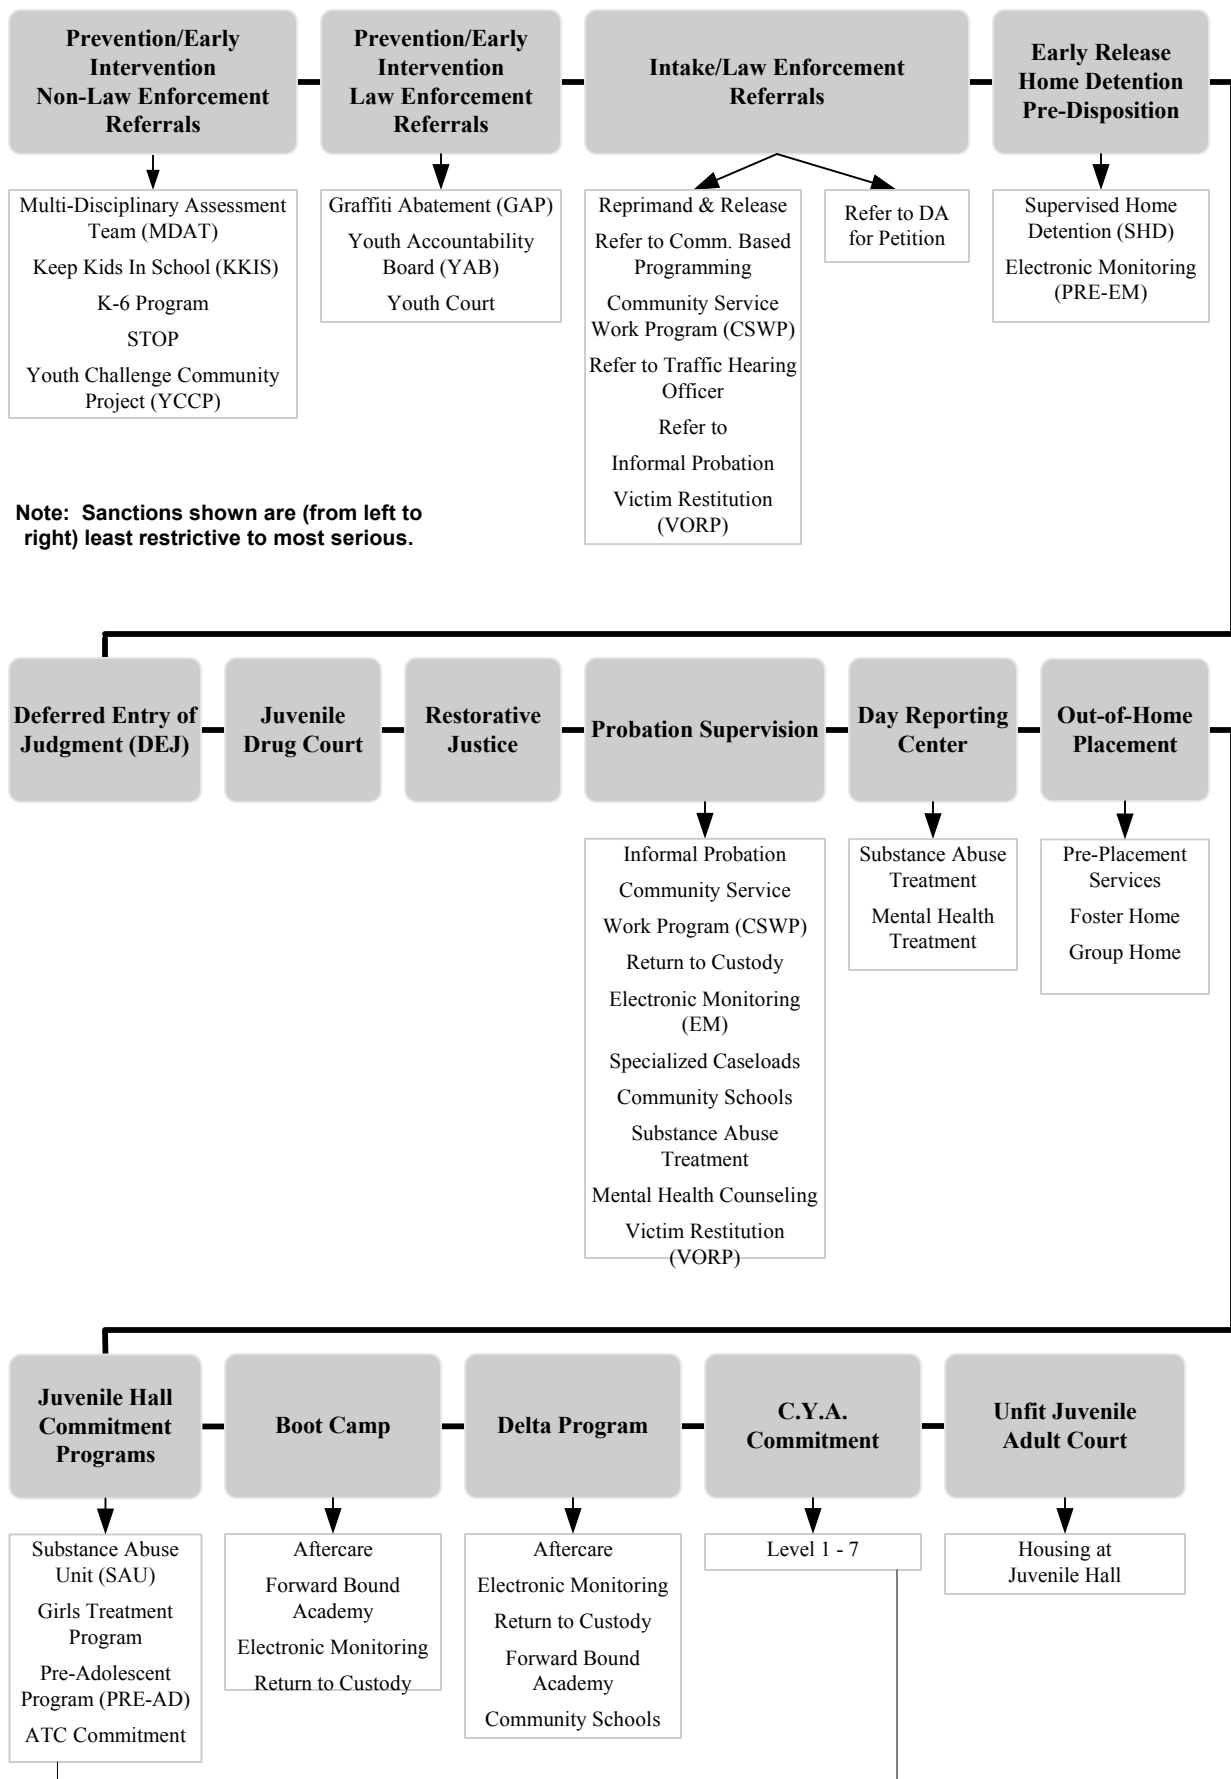 Prevention/Early
Intervention
Non-Law Enforcement
Referrals
Prevention/Early
Intervention
Law Enforcement
Referrals
Intake/Law Enforcement
Referrals
Early Release
Home Detention
Pre-Disposition
Multi-Disciplinary Assessment
Team (MDAT)
Keep Kids In School (KKIS)
K-6 Program
STOP
Youth Challenge Community
Project (YCCP)
Graffiti Abatement (GAP)
Youth Accountability
Board (YAB)
Youth Court
Reprimand & Release
Refer to Comm. Based
Programming
Community Service
Work Program (CSWP)
Refer to Traffic Hearing
Officer
Refer to
Informal Probation
Victim Restitution
(VORP)
Refer to DA
for Petition
Supervised Home
Detention (SHD)
Electronic Monitoring
(PRE-EM)
Note:  Sanctions shown are (from left to
right) least restrictive to most serious.
Deferred Entry of
Judgment (DEJ)
Juvenile
Drug Court
Restorative
Justice
Probation Supervision
Day Reporting
Center
Out-of-Home
Placement
Informal Probation
Community Service
Work Program (CSWP)
Return to Custody
Electronic Monitoring
(EM)
Specialized Caseloads
Community Schools
Substance Abuse
Treatment
Mental Health Counseling
Victim Restitution
(VORP)
Substance Abuse
Treatment
Mental Health
Treatment
Pre-Placement
Services
Foster Home
Group Home
Juvenile Hall
Commitment
Programs
Boot Camp
Delta Program
C.Y.A.
Commitment
Unfit Juvenile
Adult Court
Substance Abuse
Unit (SAU)
Girls Treatment
Program
Pre-Adolescent
Program (PRE-AD)
ATC Commitment
Aftercare
Forward Bound
Academy
Electronic Monitoring
Return to Custody
Aftercare
Electronic Monitoring
Return to Custody
Forward Bound
Academy
Community Schools
Level 1 - 7
Housing at
Juvenile Hall